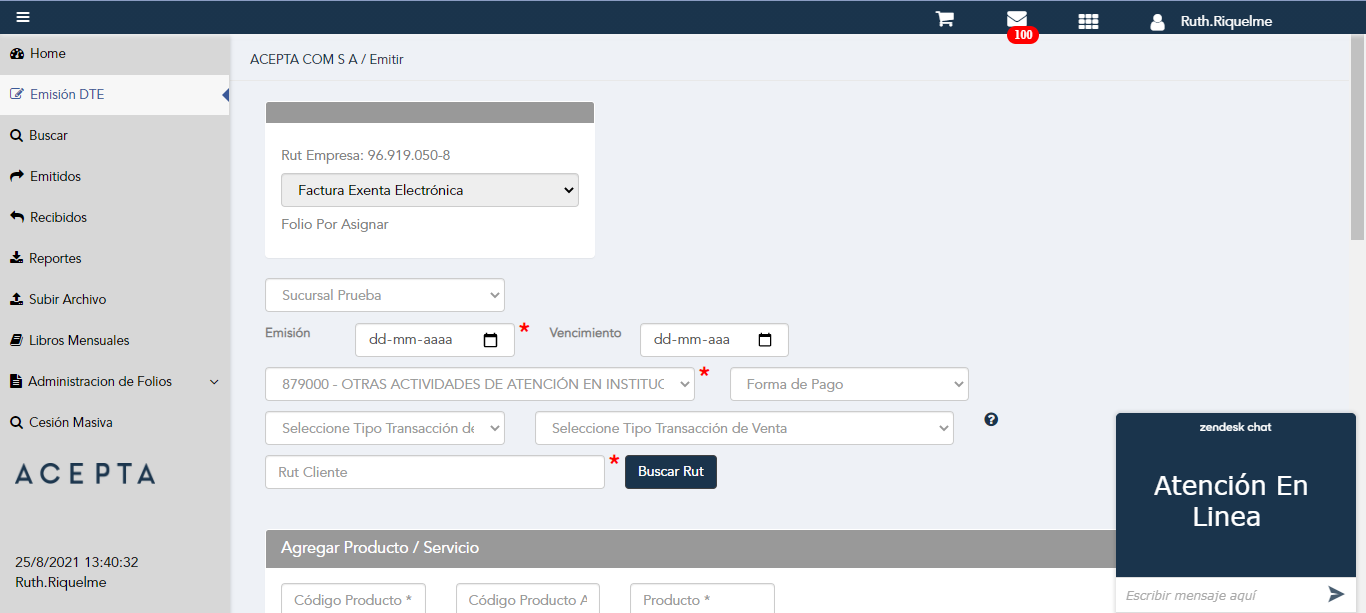 100
Ruth.Riquelme
Home
Emisión DTE
Buscar
Emitidos
Recibidos
Reportes
Subir Archivo
Libros Mensuales
Administracion de Folios
Cesión Masiva
ACEPTA
25/8/2021 13:40:32
Ruth.Riquelme
ACEPTA COM S A / Emitir
Rut Empresa: 96.919.050-8
Factura Exenta Electrónica
Folio Por Asignar
Sucursal Prueba
Emisión dd-mm-aaaa * Vencimiento dd-mm-aaa
879000 - OTRAS ACTIVIDADES DE ATENCIÓN EN INSTITUC * Forma de Pago
Seleccione Tipo Transacción de Seleccione Tipo Transacción de Venta ?
Rut Cliente * Buscar Rut
Agregar Producto / Servicio
Código Producto * Código Producto A Producto *
zendesk chat
Atención En
Linea
Escribir mensaje aquí